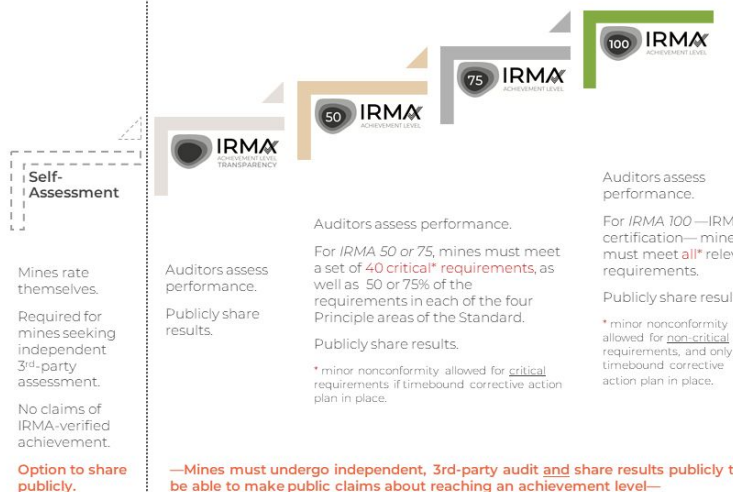 Self-
Assessment
Mines rate
themselves.
Required for
mines seeking
independent
3rd-party
assessment.
No claims of
IRMA-verified
achievement.
Option to share
publicly.
IRMA
ACHIEVEMENT LEVEL
TRANSPARENCY
Auditors assess
performance.
Publicly share
results.
50 IRMA
ACHIEVEMENT LEVEL
75 IRMA
ACHIEVEMENT LEVEL
Auditors assess performance.
For IRMA 50 or 75, mines must meet
a set of 40 critical* requirements, as
well as 50 or 75% of the
requirements in each of the four
Principle areas of the Standard.
Publicly share results.
* minor nonconformity allowed for critical
requirements if timebound corrective action
plan in place.
100 IRMA
ACHIEVEMENT LEVEL
Auditors assess
performance.
For IRMA 100 —IRM
certification— mine
must meet all* relev
requirements.
Publicly share resul
* minor nonconformity
allowed for non-critical
requirements, and only
timebound corrective
action plan in place.
—Mines must undergo independent, 3rd-party audit and share results publicly t
be able to make public claims about reaching an achievement level—